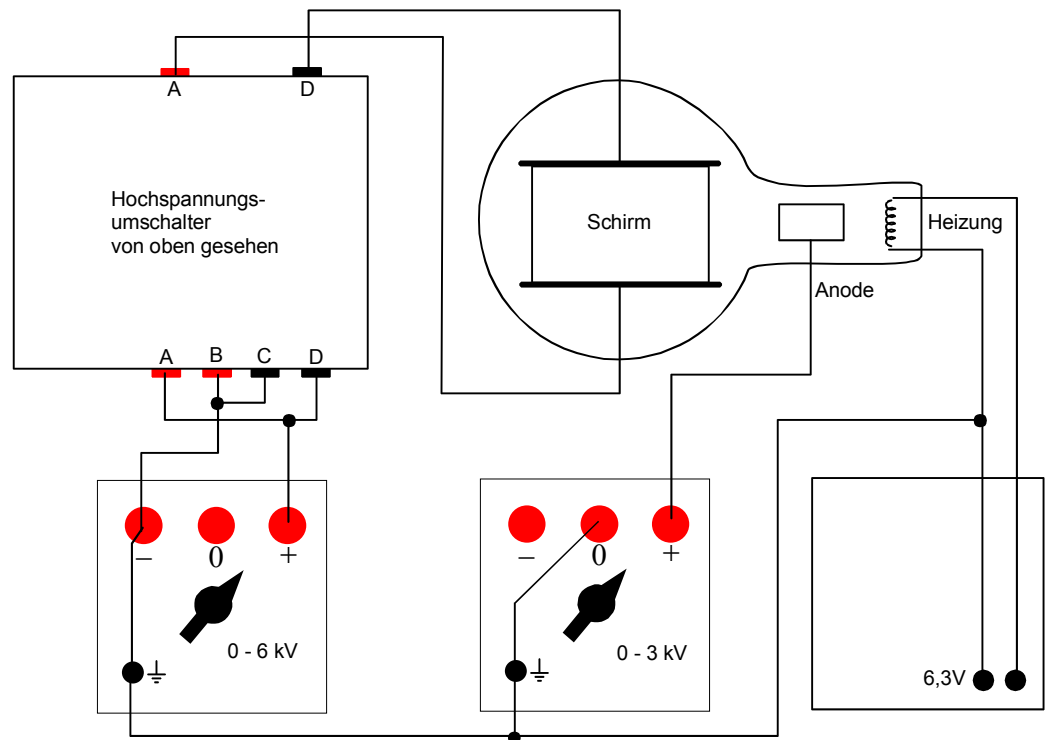 A
D
Hochspannungs-
umschalter
von oben gesehen
Schirm
Heizung
Anode
A B C D
– 0 +
0 - 6 kV
– 0 +
0 - 3 kV
6,3V